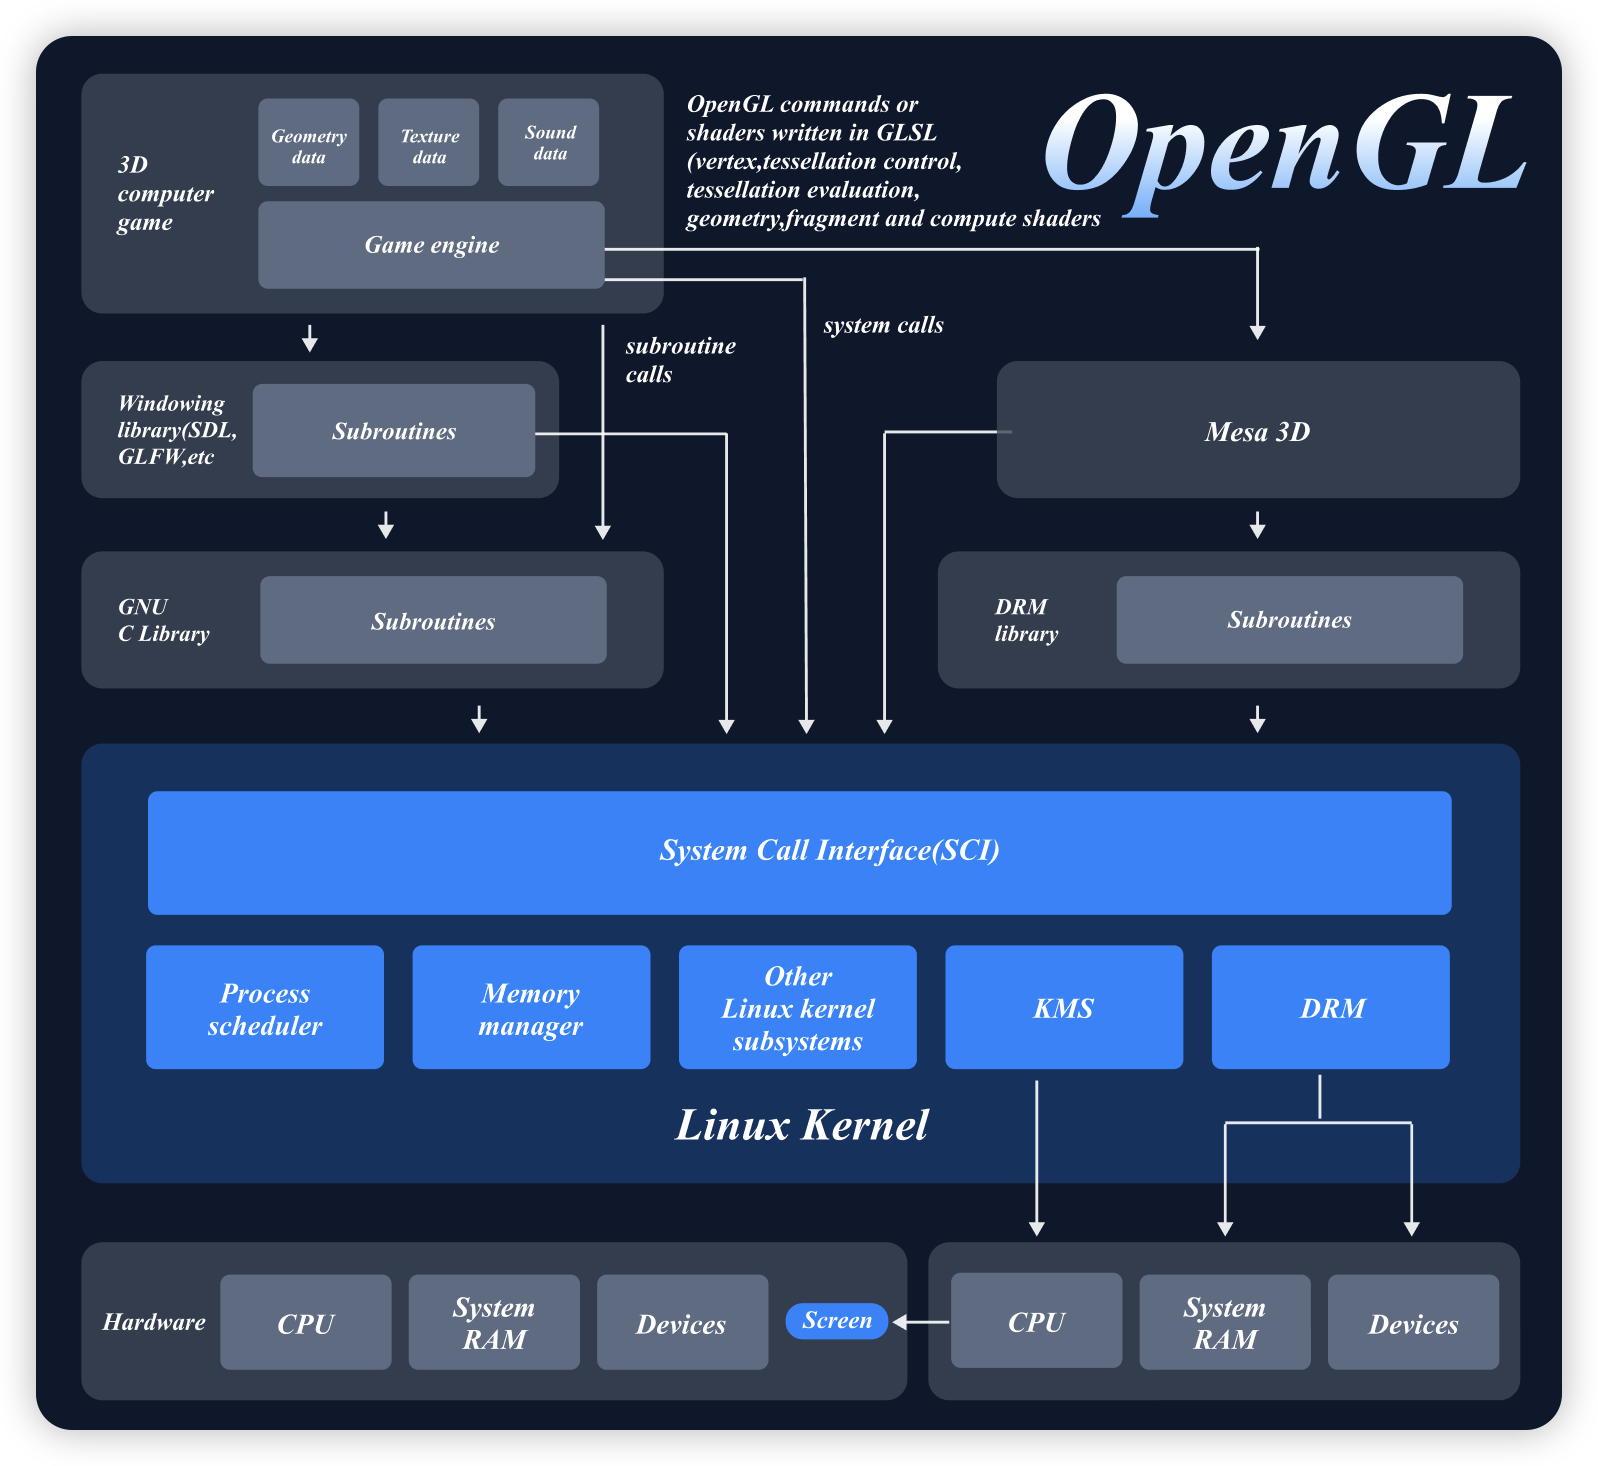 OpenGL
3D
computer
game
Geometry
data
Texture
data
Sound
data
Game engine
OpenGL commands or
shaders written in GLSL
(vertex,tessellation control,
tessellation evaluation,
geometry,fragment and compute shaders
subroutine
calls
system calls
Windowing
library(SDL,
GLFW,etc
Subroutines
Mesa 3D
GNU
C Library
Subroutines
DRM
library
Subroutines
System Call Interface(SCI)
Process
scheduler
Memory
manager
Other
Linux kernel
subsystems
KMS
DRM
Linux Kernel
Hardware
CPU
System
RAM
Devices
Screen
CPU
System
RAM
Devices